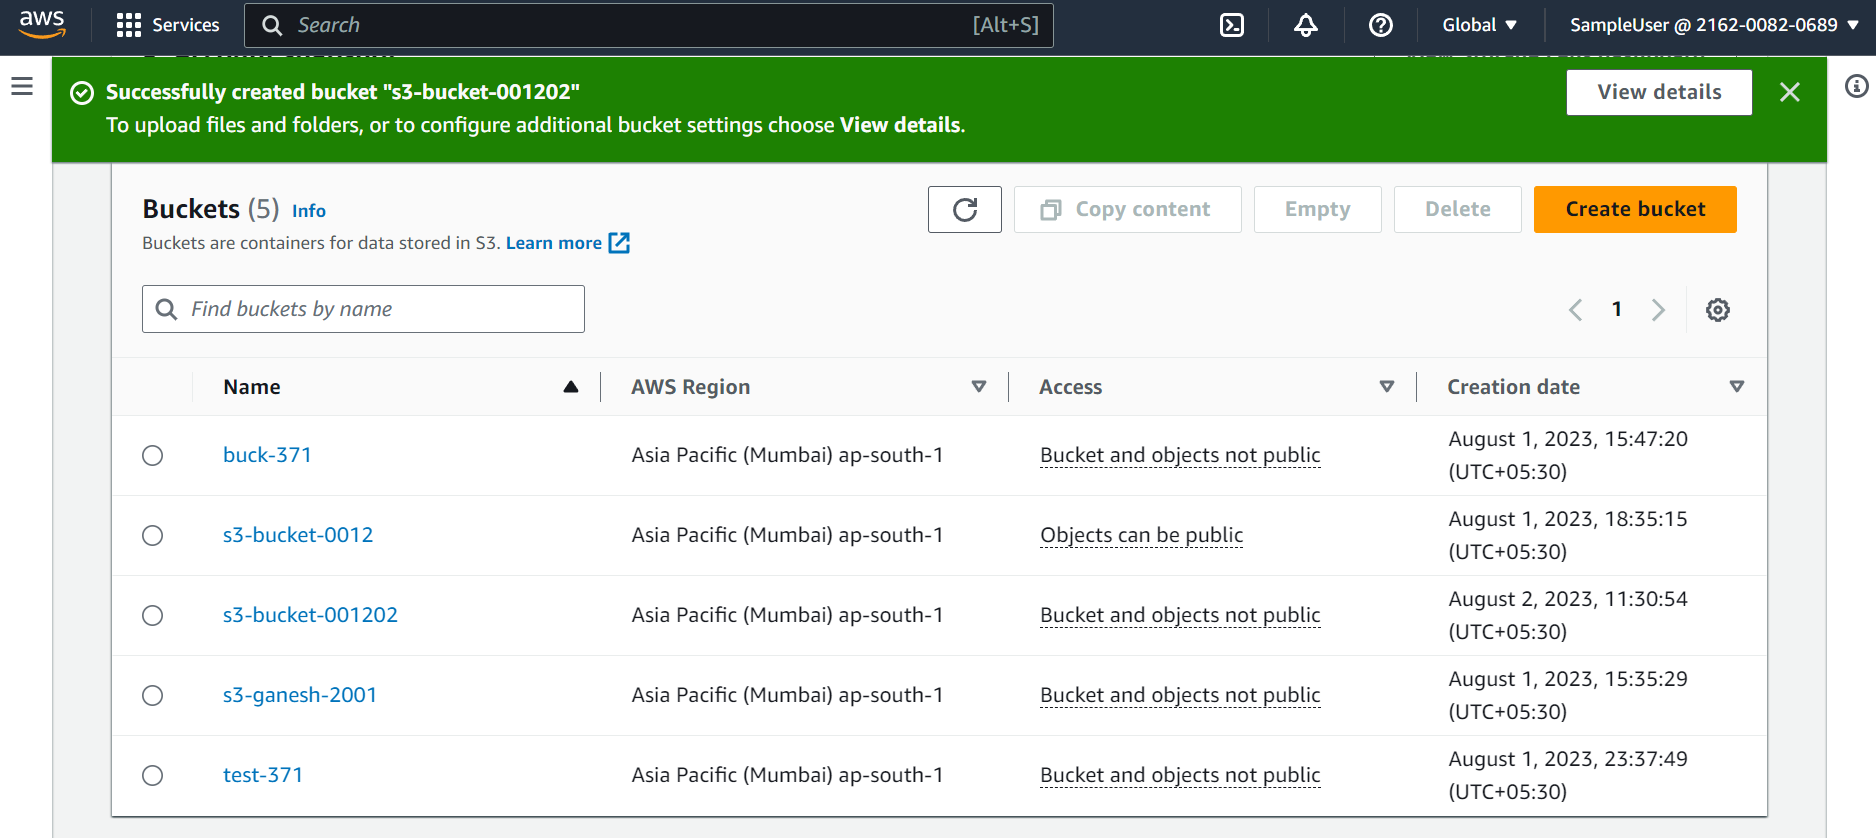 aws Services Search [Alt+S] Global SampleUser @ 2162-0082-0689
Successfully created bucket "s3-bucket-001202"
View details
To upload files and folders, or to configure additional bucket settings choose View details.
Buckets (5) Info
Copy content Empty Delete Create bucket
Buckets are containers for data stored in S3. Learn more
Find buckets by name
1
Name AWS Region Access Creation date
buck-371 Asia Pacific (Mumbai) ap-south-1 Bucket and objects not public August 1, 2023, 15:47:20
(UTC+05:30)
s3-bucket-0012 Asia Pacific (Mumbai) ap-south-1 Objects can be public August 1, 2023, 18:35:15
(UTC+05:30)
s3-bucket-001202 Asia Pacific (Mumbai) ap-south-1 Bucket and objects not public August 2, 2023, 11:30:54
(UTC+05:30)
s3-ganesh-2001 Asia Pacific (Mumbai) ap-south-1 Bucket and objects not public August 1, 2023, 15:35:29
(UTC+05:30)
test-371 Asia Pacific (Mumbai) ap-south-1 Bucket and objects not public August 1, 2023, 23:37:49
(UTC+05:30)